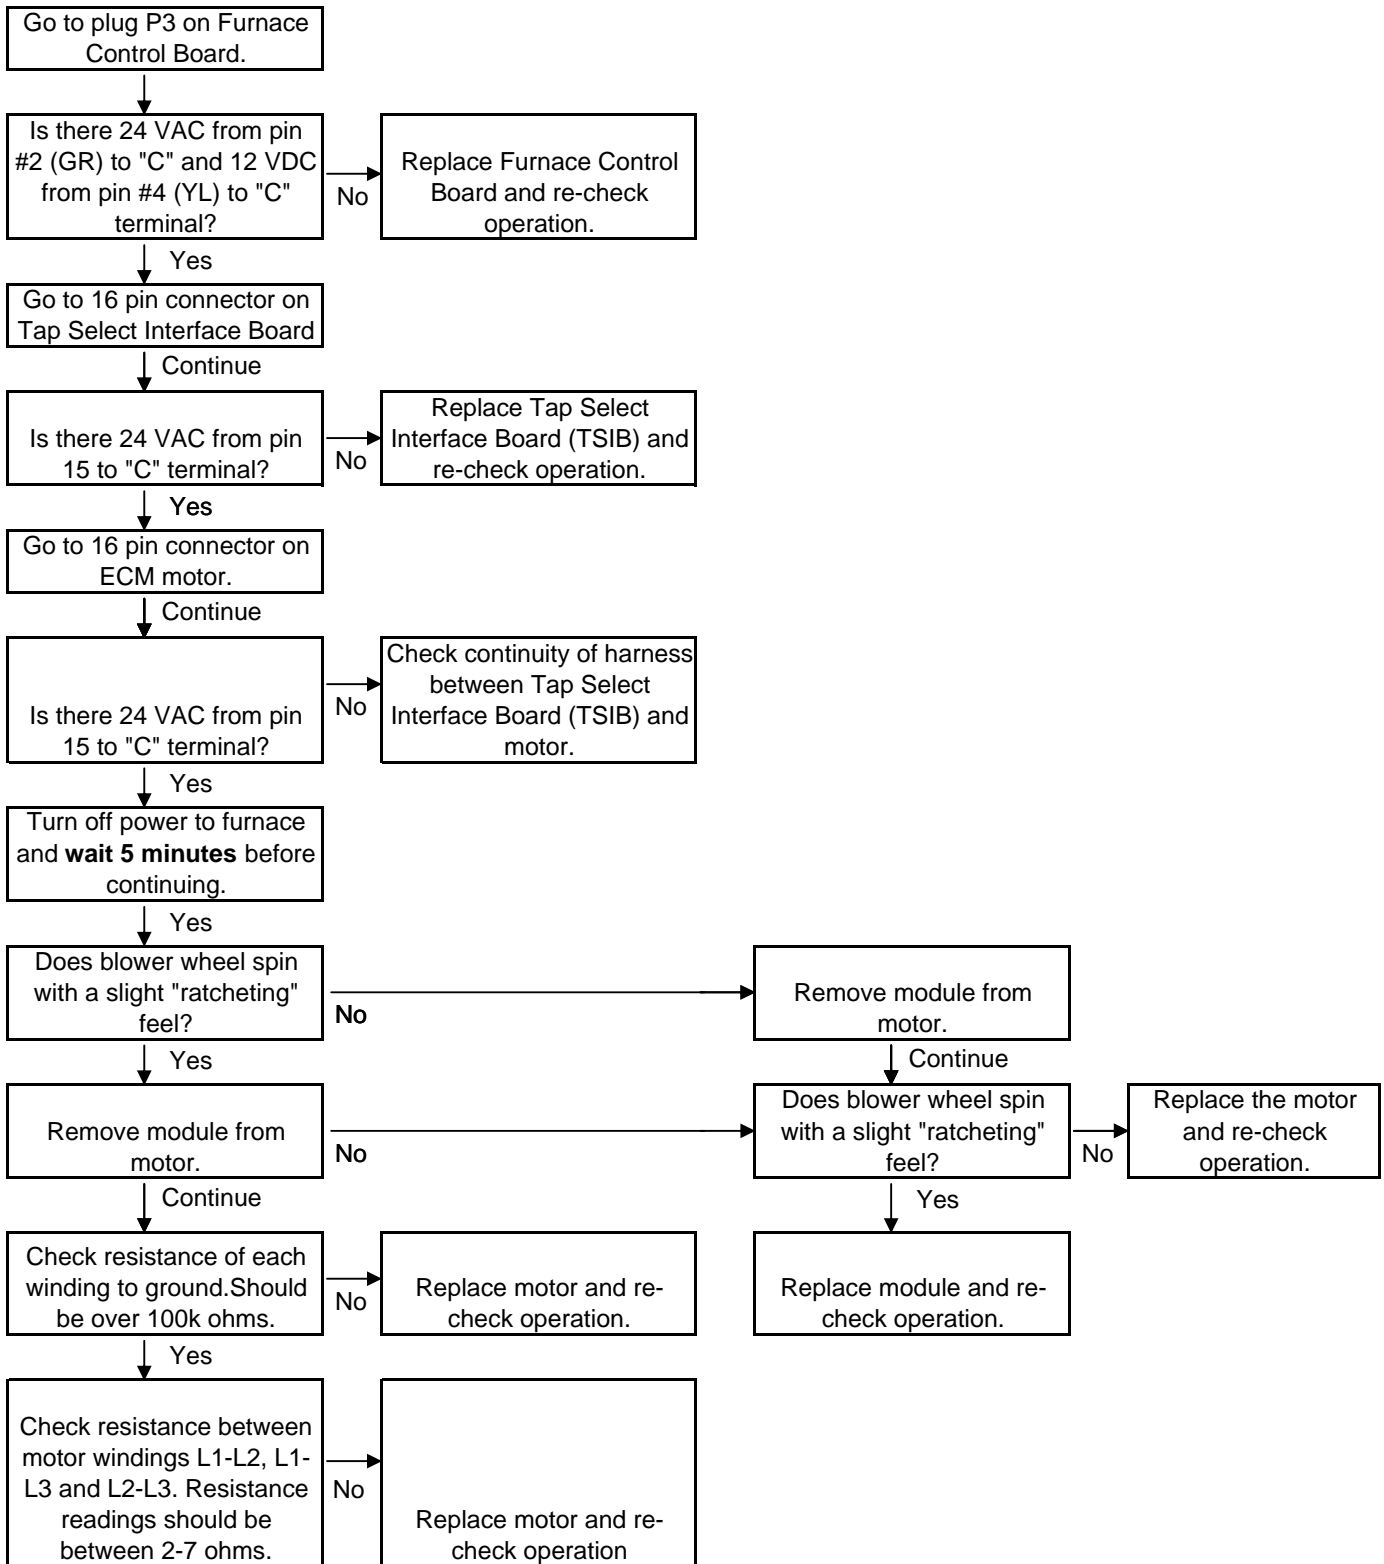 Go to plug P3 on Furnace
Control Board.
Is there 24 VAC from pin
#2 (GR) to "C" and 12 VDC
from pin #4 (YL) to "C"
terminal?
No
Replace Furnace Control
Board and re-check
operation.
Yes
Go to 16 pin connector on
Tap Select Interface Board
Continue
Is there 24 VAC from pin
15 to "C" terminal?
No
Replace Tap Select
Interface Board (TSIB) and
re-check operation.
Yes
Go to 16 pin connector on
ECM motor.
Continue
Is there 24 VAC from pin
15 to "C" terminal?
No
Check continuity of harness
between Tap Select
Interface Board (TSIB) and
motor.
Yes
Turn off power to furnace
and wait 5 minutes before
continuing.
Yes
Does blower wheel spin
with a slight "ratcheting"
feel?
No
Remove module from
motor.
Yes
Continue
Remove module from
motor.
No
Does blower wheel spin
with a slight "ratcheting"
feel?
No
Replace the motor
and re-check
operation.
Continue
Yes
Check resistance of each
winding to ground.Should
be over 100k ohms.
No
Replace motor and re-
check operation.
Replace module and re-
check operation.
Yes
Check resistance between
motor windings L1-L2, L1-
L3 and L2-L3. Resistance
readings should be
between 2-7 ohms.
No
Replace motor and re-
check operation